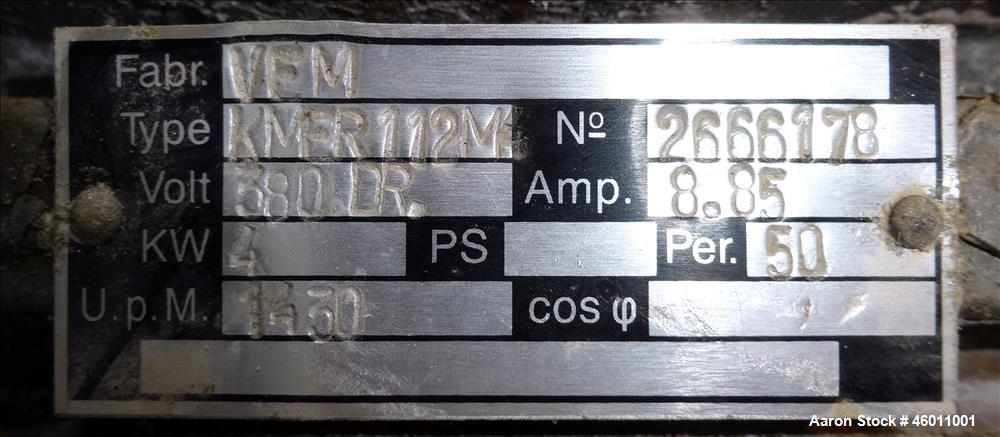 Fabr. VEM
Type KMER 112M Nº 2666178
Volt 380 DR. Amp. 8.85
KW 4 PS Per. 50
U.p.M. 1430 cos φ
Aaron Stock # 46011001